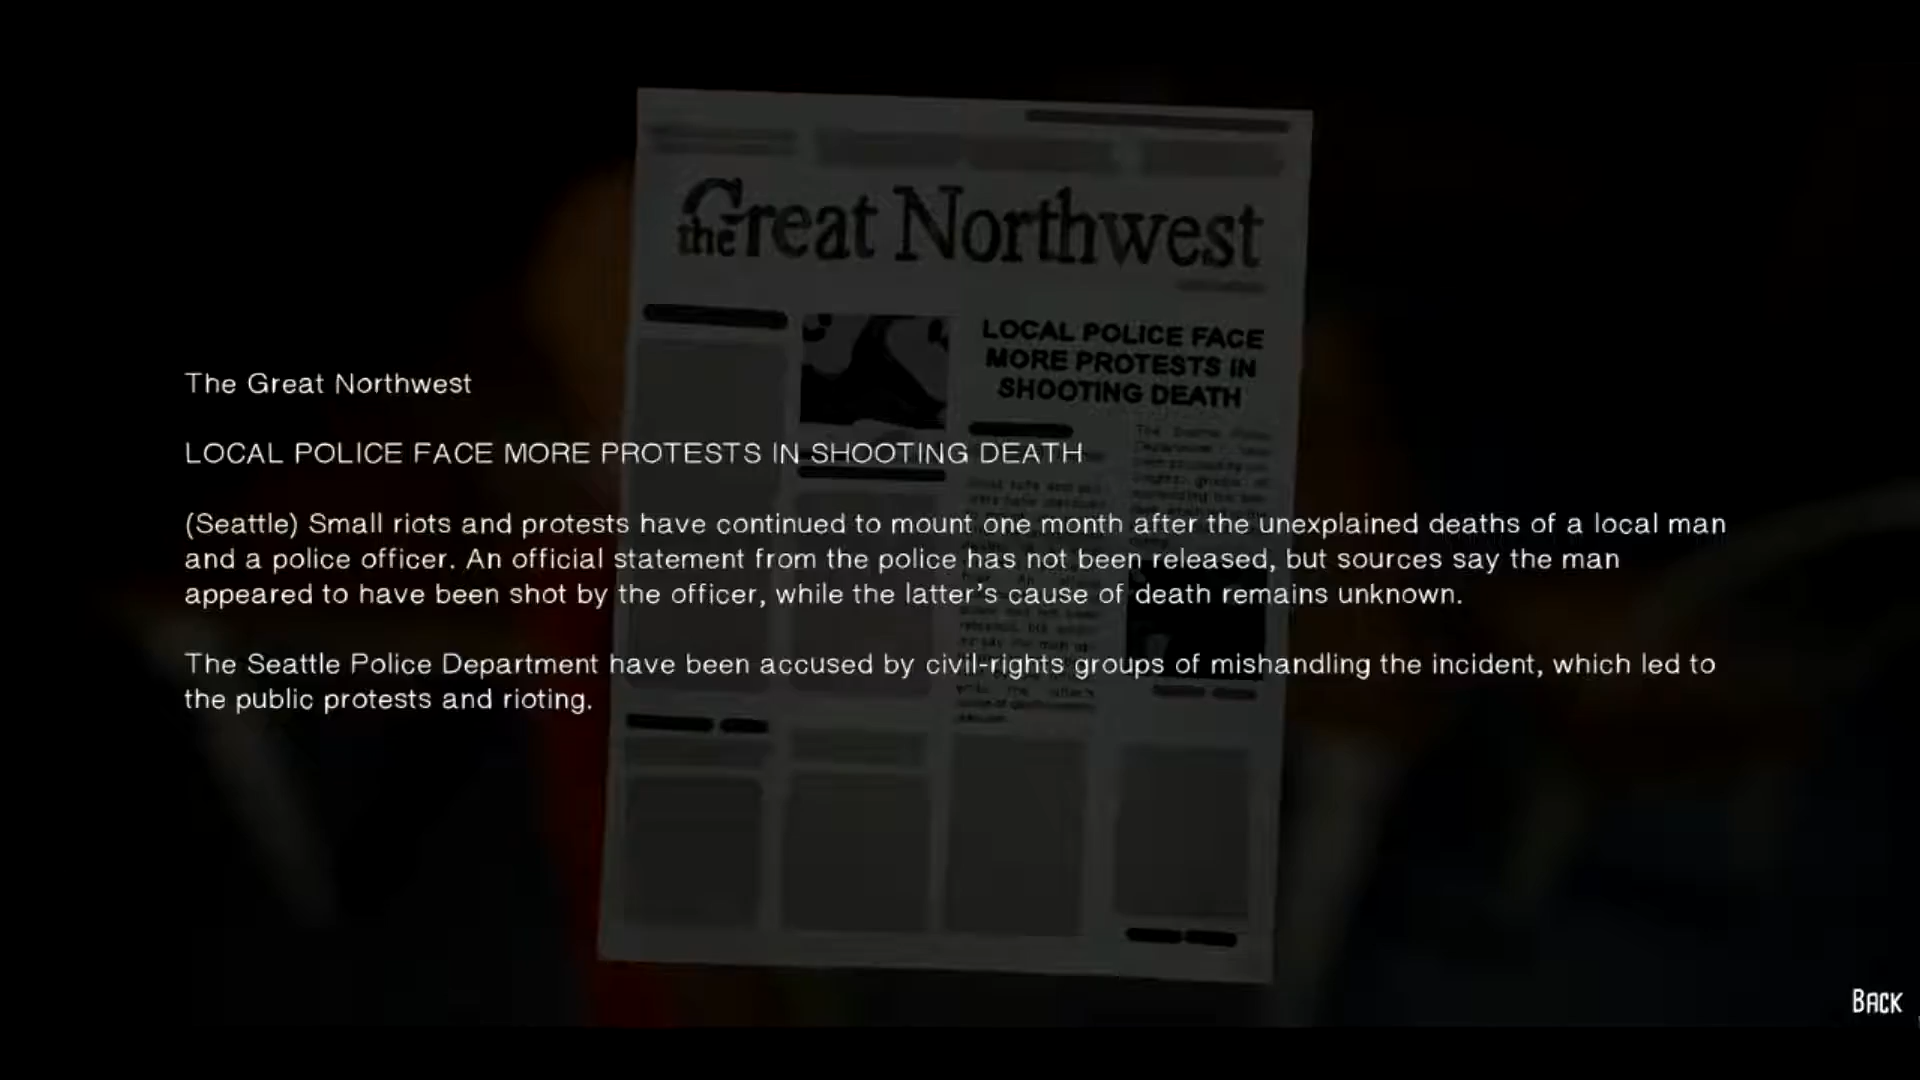 the Great Northwest
LOCAL POLICE FACE
MORE PROTESTS IN
SHOOTING DEATH
The Great Northwest
LOCAL POLICE FACE MORE PROTESTS IN SHOOTING DEATH
(Seattle) Small riots and protests have continued to mount one month after the unexplained deaths of a local man
and a police officer. An official statement from the police has not been released, but sources say the man
appeared to have been shot by the officer, while the latter's cause of death remains unknown.
The Seattle Police Department have been accused by civil-rights groups of mishandling the incident, which led to
the public protests and rioting.
BACK